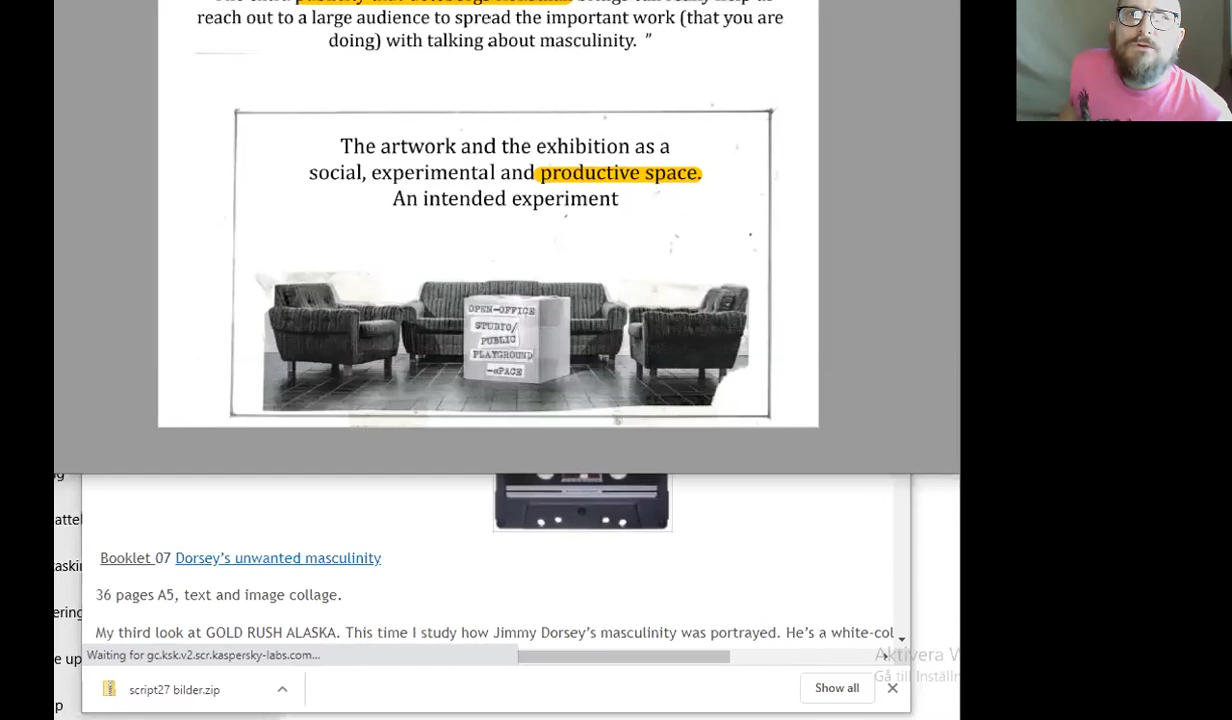 reach out to a large audience to spread the important work (that you are
doing) with talking about masculinity. ”
The artwork and the exhibition as a
social, experimental and productive space.
An intended experiment
OPEN-OFFICE
STUDIO/
PUBLIC
PLAYGROUND
-sPACE
Booklet 07 Dorsey’s unwanted masculinity
36 pages A5, text and image collage.
My third look at GOLD RUSH ALASKA. This time I study how Jimmy Dorsey’s masculinity was portrayed. He’s a white-col
Waiting for gc.ksk.v2.scr.kaspersky-labs.com...
Aktivera W
Gå till Inställn
script27 bilder.zip
Show all